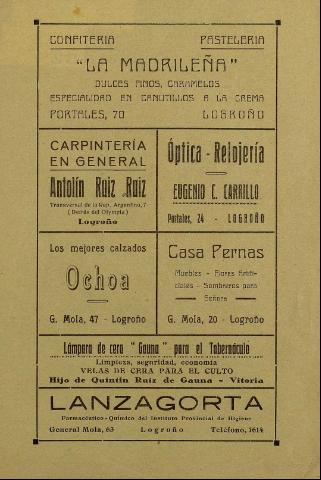 CONFITERIA PASTELERIA
"LA MADRILEÑA"
DULCES FINOS, CARAMELOS
ESPECIALIDAD EN CANUTILLOS A LA CREMA
PORTALES, 70 LOGROÑO
CARPINTERÍA
EN GENERAL
Antolín Ruiz Ruiz
Transversal de la Rep. Argentina, 7
(Detrás del Olympia)
Logroño
Óptica - Relojería
EUGENIO C. CARRILLO
Portales, 24 - LOGROÑO
Los mejores calzados
Ochoa
G. Mola, 47 - Logroño
Casa Pernas
Muebles - Flores Artifi-
ciales - Sombreros para
Señora
G. Mola, 20 - Logroño
Lámpara de cera "Gauna" para el Tabernáculo
Limpieza, seguridad, economía
VELAS DE CERA PARA EL CULTO
Hijo de Quintín Ruiz de Gauna - Vitoria
LANZAGORTA
Farmacéutico-Químico del Instituto Provincial de Higiene
General Mola, 63 Logroño Teléfono, 1614